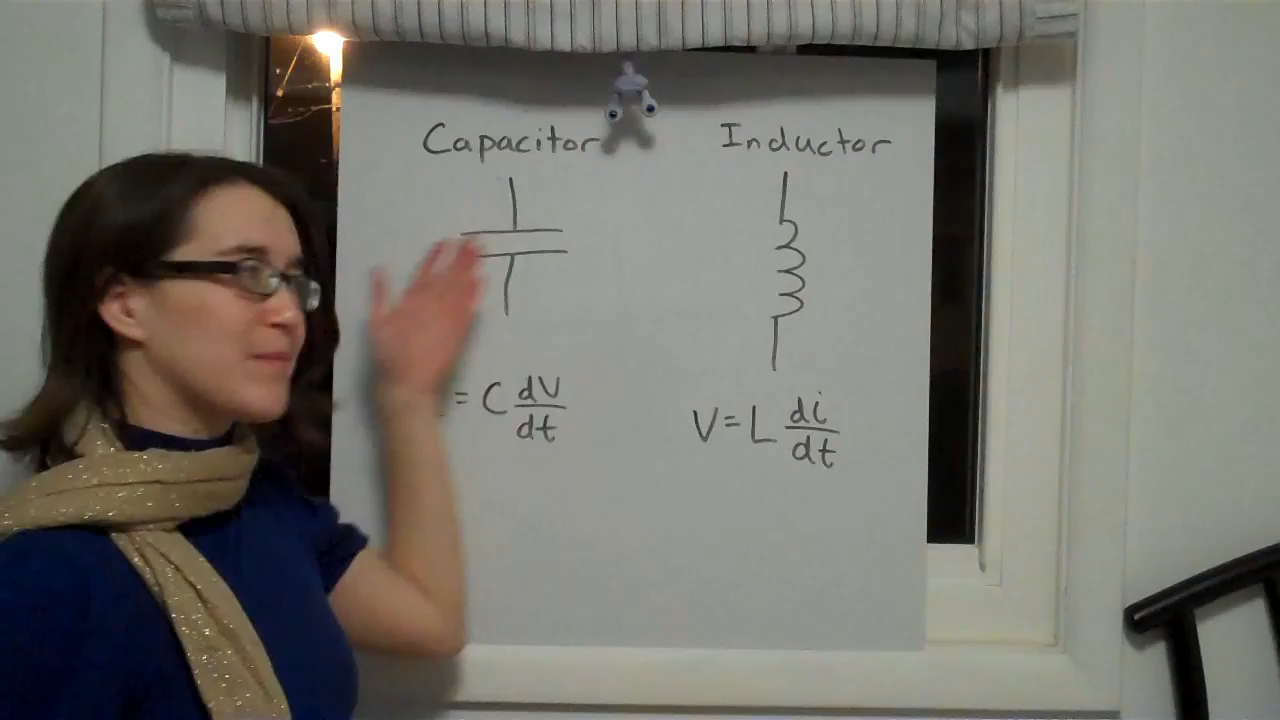 Capacitor
Inductor
= C dV/dt
V = L di/dt